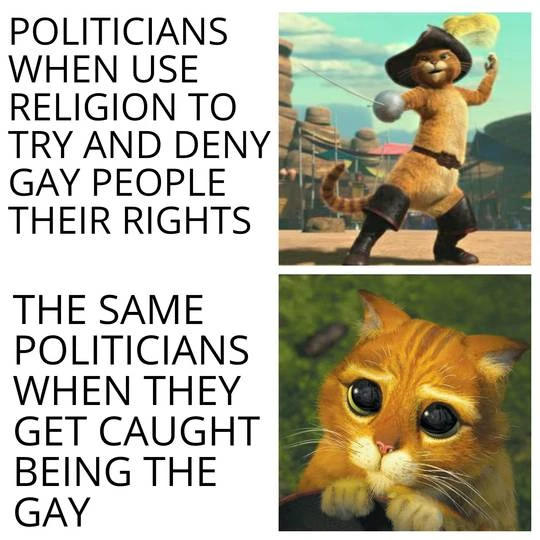 POLITICIANS
WHEN USE
RELIGION TO
TRY AND DENY
GAY PEOPLE
THEIR RIGHTS
THE SAME
POLITICIANS
WHEN THEY
GET CAUGHT
BEING THE
GAY